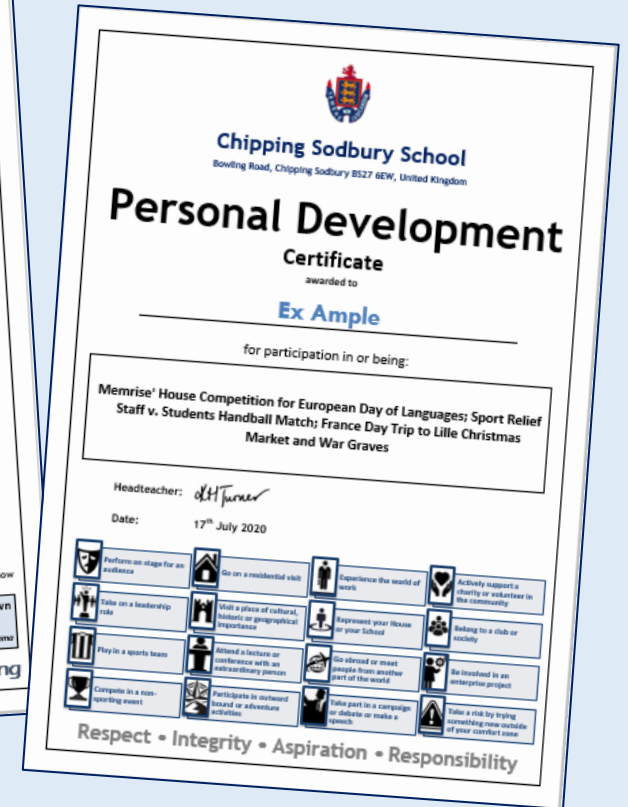 Chipping Sodbury School
Bowling Road, Chipping Sodbury BS27 6EW, United Kingdom
Personal Development
Certificate
awarded to
Ex Ample
for participation in or being:
Memrise' House Competition for European Day of Languages; Sport Relief
Staff v. Students Handball Match; France Day Trip to Lille Christmas
Market and War Graves
Headteacher: KHTurner
Date: 17th July 2020
Perform on stage for an
audience
Go on a residential visit
Experience the world of
work
Actively support a
charity or volunteer in
the community
Take on a leadership
role
Visit a place of cultural,
historic or geographical
importance
Represent your House
or your School
Belong to a club or
society
Play in a sports team
Attend a lecture or
conference with an
extraordinary person
Go abroad or meet
people from another
part of the world
Be involved in an
enterprise project
Compete in a non-
sporting event
Participate in outward
bound or adventure
activities
Take part in a campaign
or debate or make a
speech
Take a risk by trying
something new outside
of your comfort zone
Respect • Integrity • Aspiration • Responsibility